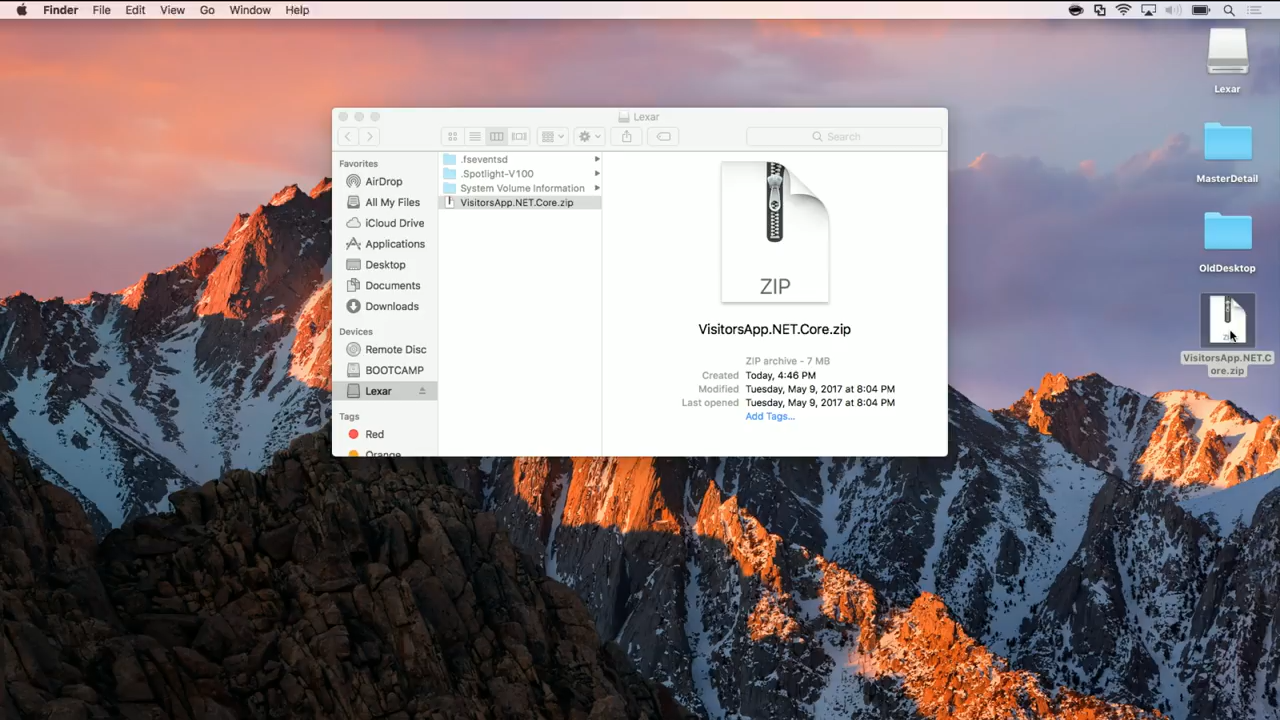 Finder File Edit View Go Window Help
Lexar
Search
Favorites
AirDrop
All My Files
iCloud Drive
Applications
Desktop
Documents
Downloads
Devices
Remote Disc
BOOTCAMP
Lexar
Tags
Red
Orange
.fseventsd
.Spotlight-V100
System Volume Information
VisitorsApp.NET.Core.zip
ZIP
VisitorsApp.NET.Core.zip
ZIP archive - 7 MB
Created Today, 4:46 PM
Modified Tuesday, May 9, 2017 at 8:04 PM
Last opened Tuesday, May 9, 2017 at 8:04 PM
Add Tags...
Lexar
MasterDetail
OldDesktop
VisitorsApp.NET.C
ore.zip